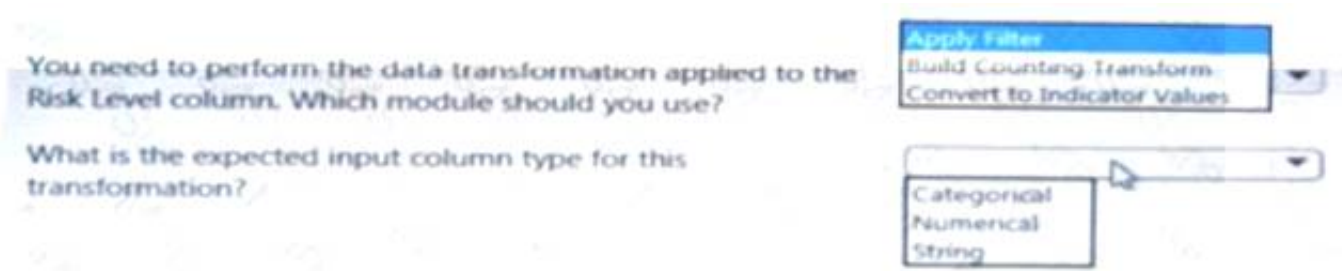 You need to perform the data transformation applied to the
Risk Level column. Which module should you use?
Apply Filter
Build Counting Transform
Convert to Indicator Values
What is the expected input column type for this
transformation?
Categorical
Numerical
String